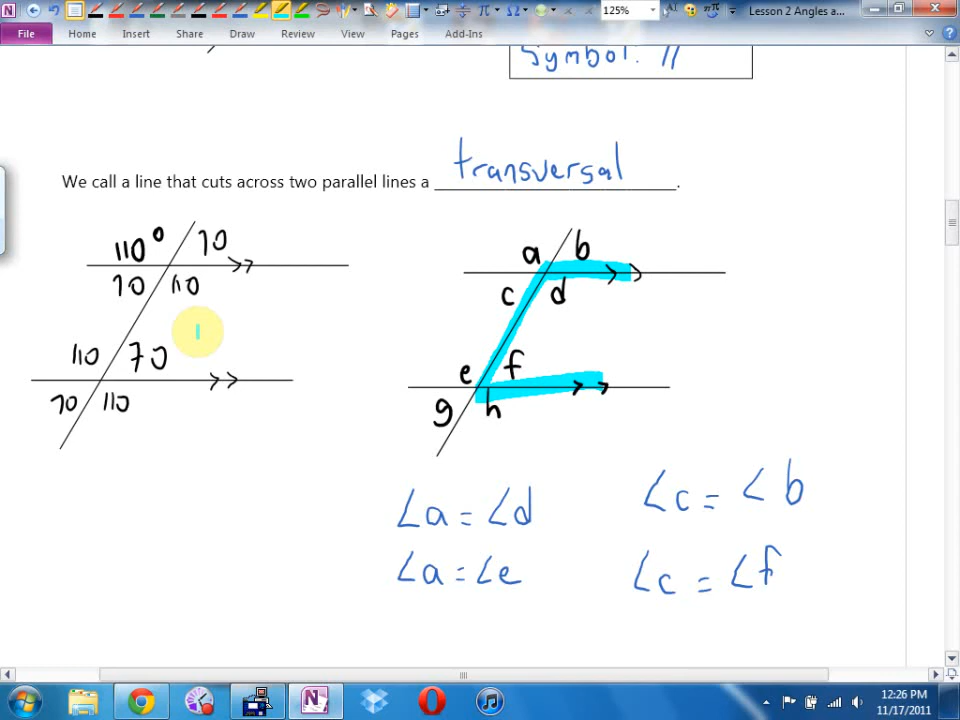 125%
Lesson 2 Angles a...
File Home Insert Share Draw Review View Pages Add-Ins
Symbol: //
We call a line that cuts across two parallel lines a transversal.
110° 70
70 110
110 70
70 110
a b
c d
e f
g h
∠a = ∠d ∠c = ∠b
∠a = ∠e ∠c = ∠f
12:26 PM
11/17/2011